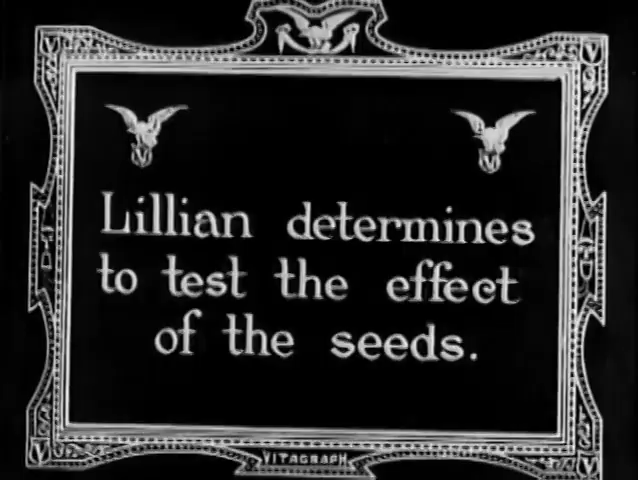 Lillian determines
to test the effect
of the seeds.
VITAGRAPH